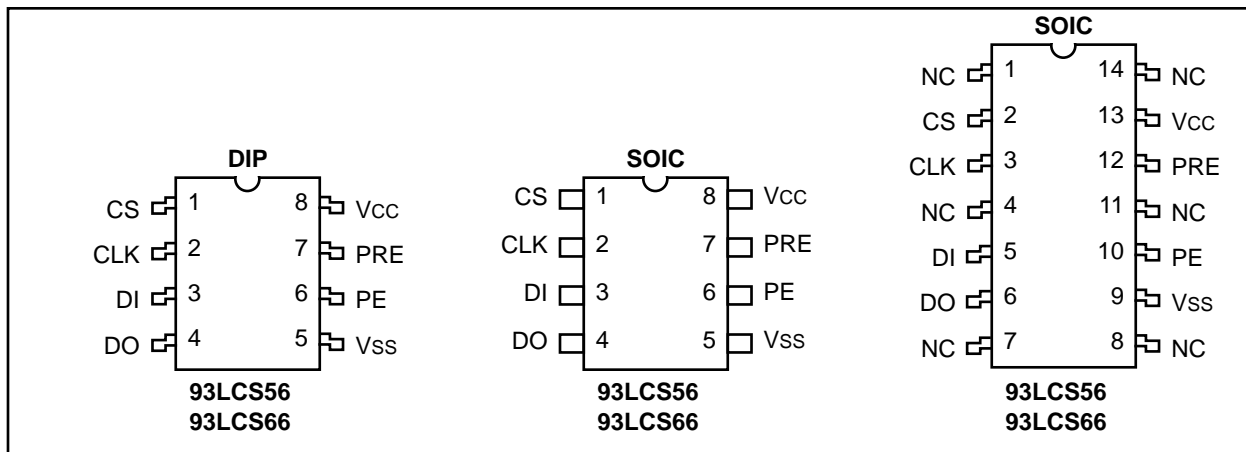 DIP
CS 1 8 VCC
CLK 2 7 PRE
DI 3 6 PE
DO 4 5 VSS
93LCS56
93LCS66
SOIC
CS 1 8 VCC
CLK 2 7 PRE
DI 3 6 PE
DO 4 5 VSS
93LCS56
93LCS66
SOIC
NC 1 14 NC
CS 2 13 VCC
CLK 3 12 PRE
NC 4 11 NC
DI 5 10 PE
DO 6 9 VSS
NC 7 8 NC
93LCS56
93LCS66